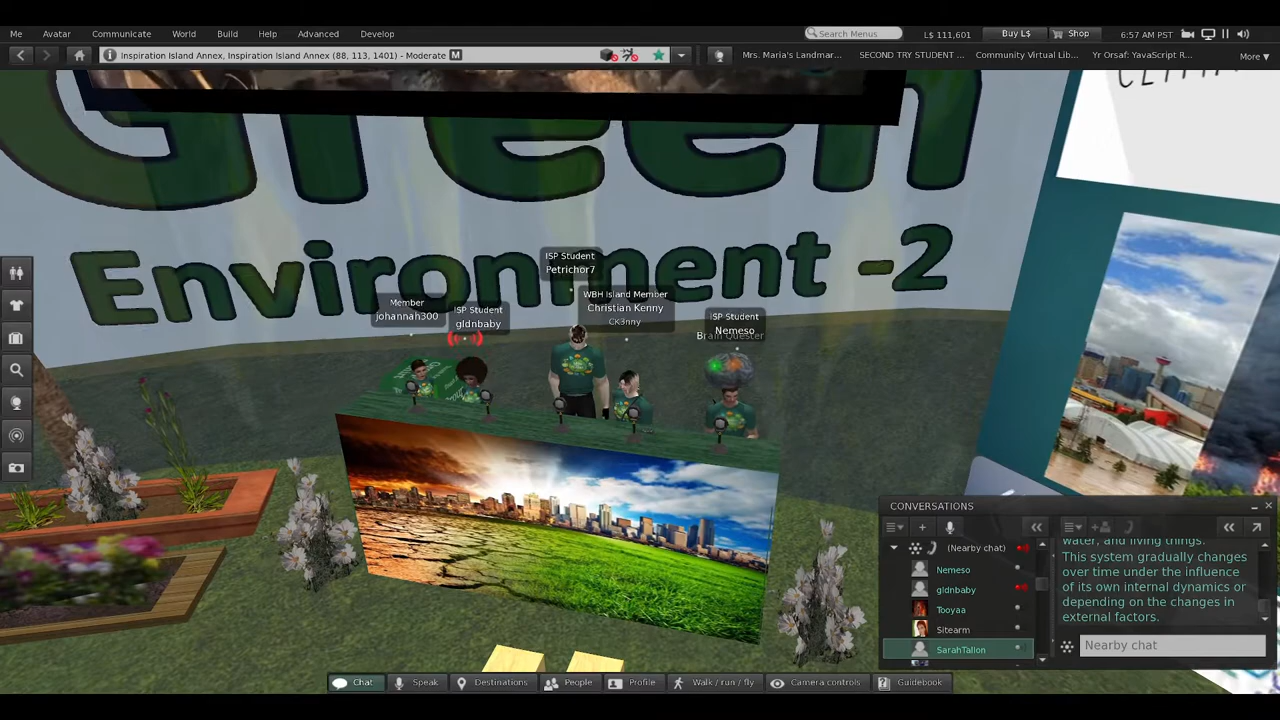 Me Avatar Communicate World Build Help Advanced Develop Search Menus L$ 111,601 Buy L$ Shop 6:57 AM PST
Inspiration Island Annex, Inspiration Island Annex (88, 113, 1401) - Moderate M Mrs. Maria's Landmar... SECOND TRY STUDENT ... Community Virtual Lib... Yr Orsaf: YavaScript R... More
Green
Environment -2
ISP Student
Petrichor7
Member
Johannah300
ISP Student
gldnbaby
WBH Island Member
Christian Kenny
CK3nny
ISP Student
Nemeso
Brain Quester
CONVERSATIONS
(Nearby chat)
Nemeso
gldnbaby
Tooyaa
Sitearm
SarahTallon
water, and living things.
This system gradually changes
over time under the influence
of its own internal dynamics or
depending on the changes in
external factors.
Nearby chat
Chat Speak Destinations People Profile Walk / run / fly Camera controls Guidebook